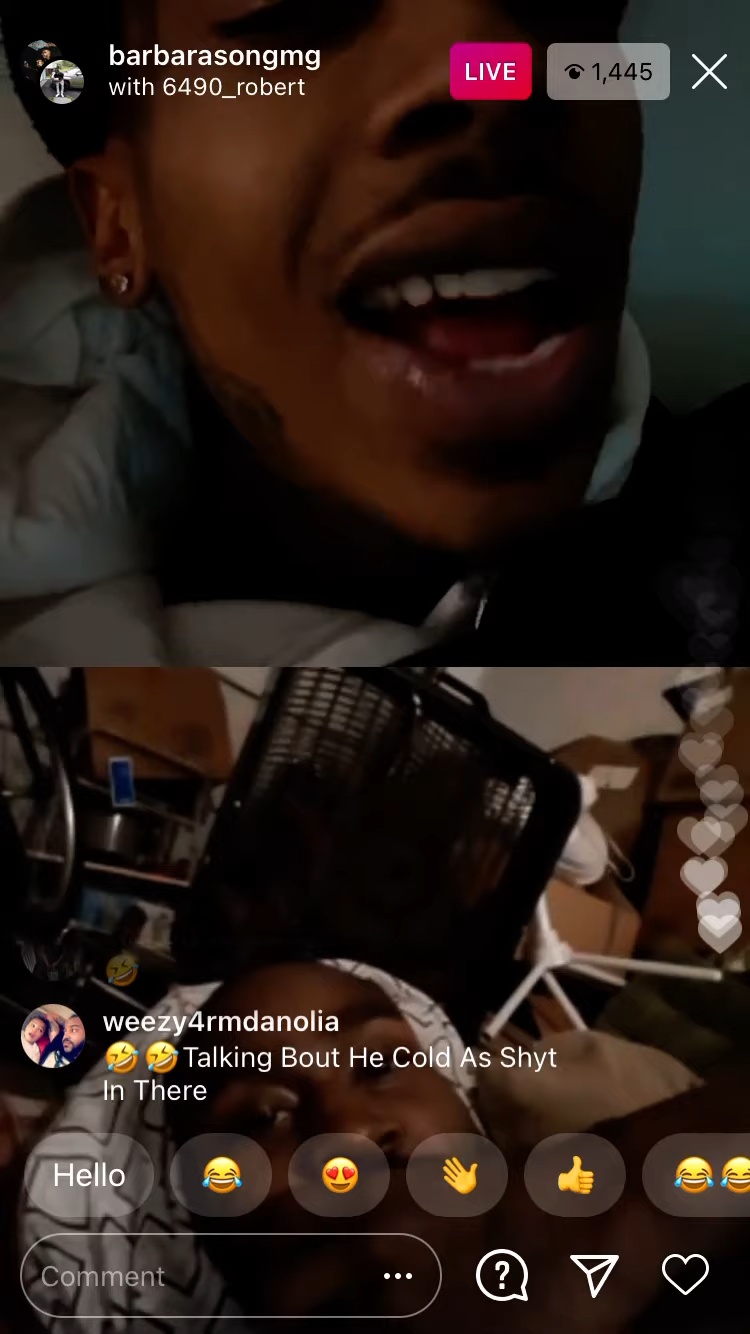 barbarasongmg
with 6490_robert
LIVE
1,445
🤣
weezy4rmdanolia
🤣🤣Talking Bout He Cold As Shyt
In There
Hello 😂 😍 👋 👍 😂😂
Comment